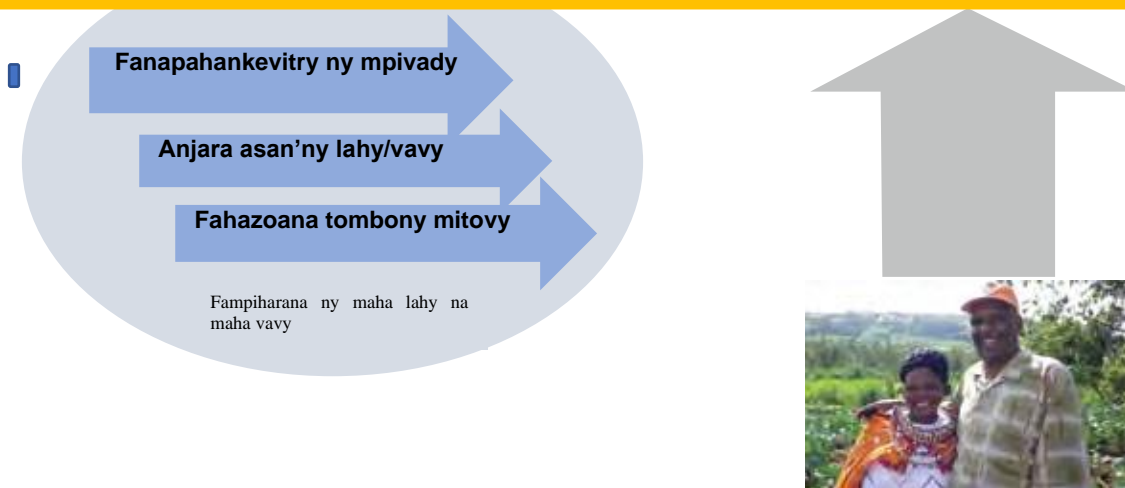 Fanapahankevitry ny mpivady
Anjara asan’ny lahy/vavy
Fahazoana tombony mitovy
Fampiharana ny maha lahy na
maha vavy